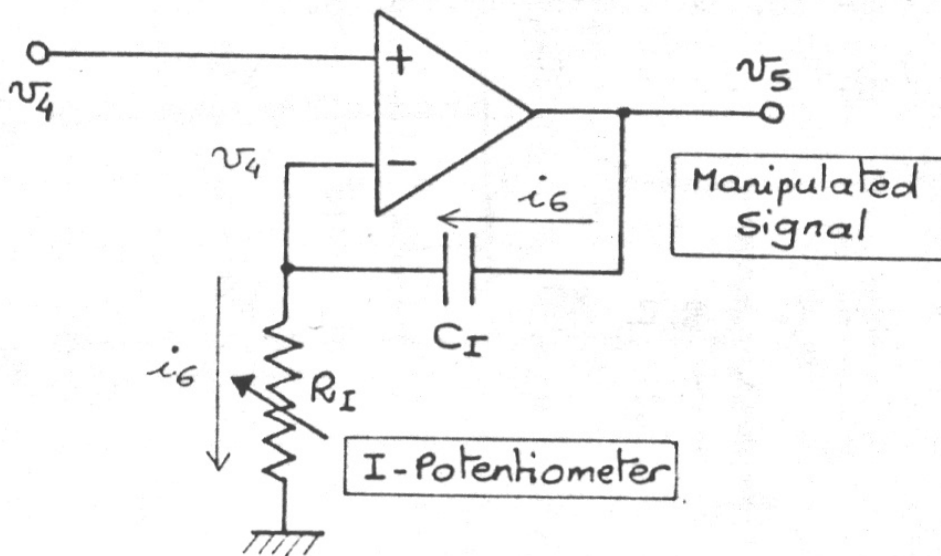 +
v4
v5
v4
−
Manipulated
Signal
i6
CI
i6
RI
I-Potentiometer